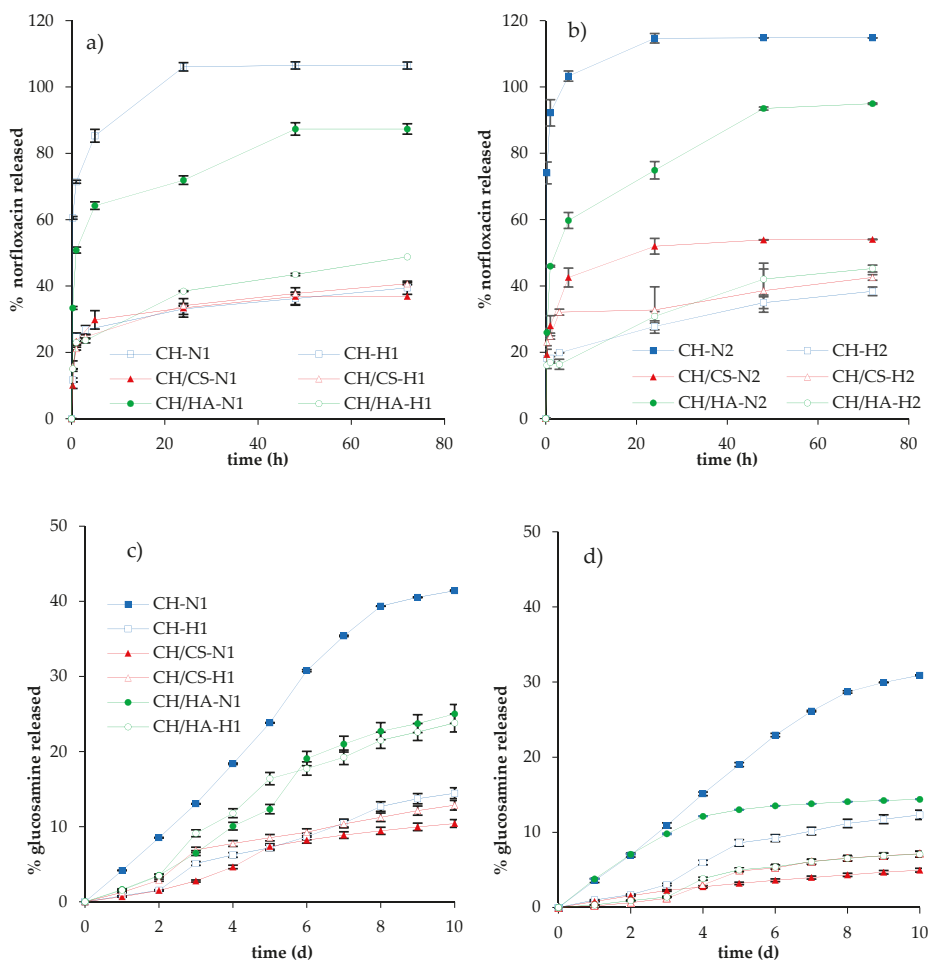 a)
% norfloxacin released
120
100
80
60
40
20
0
CH-N1 CH-H1
CH/CS-N1 CH/CS-H1
CH/HA-N1 CH/HA-H1
0 20 40 60 80
time (h)
b)
% norfloxacin released
120
100
80
60
40
20
0
CH-N2 CH-H2
CH/CS-N2 CH/CS-H2
CH/HA-N2 CH/HA-H2
0 20 40 60 80
time (h)
c)
% glucosamine released
50
40
30
20
10
0
CH-N1
CH-H1
CH/CS-N1
CH/CS-H1
CH/HA-N1
CH/HA-H1
0 2 4 6 8 10
time (d)
d)
% glucosamine released
50
40
30
20
10
0
0 2 4 6 8 10
time (d)